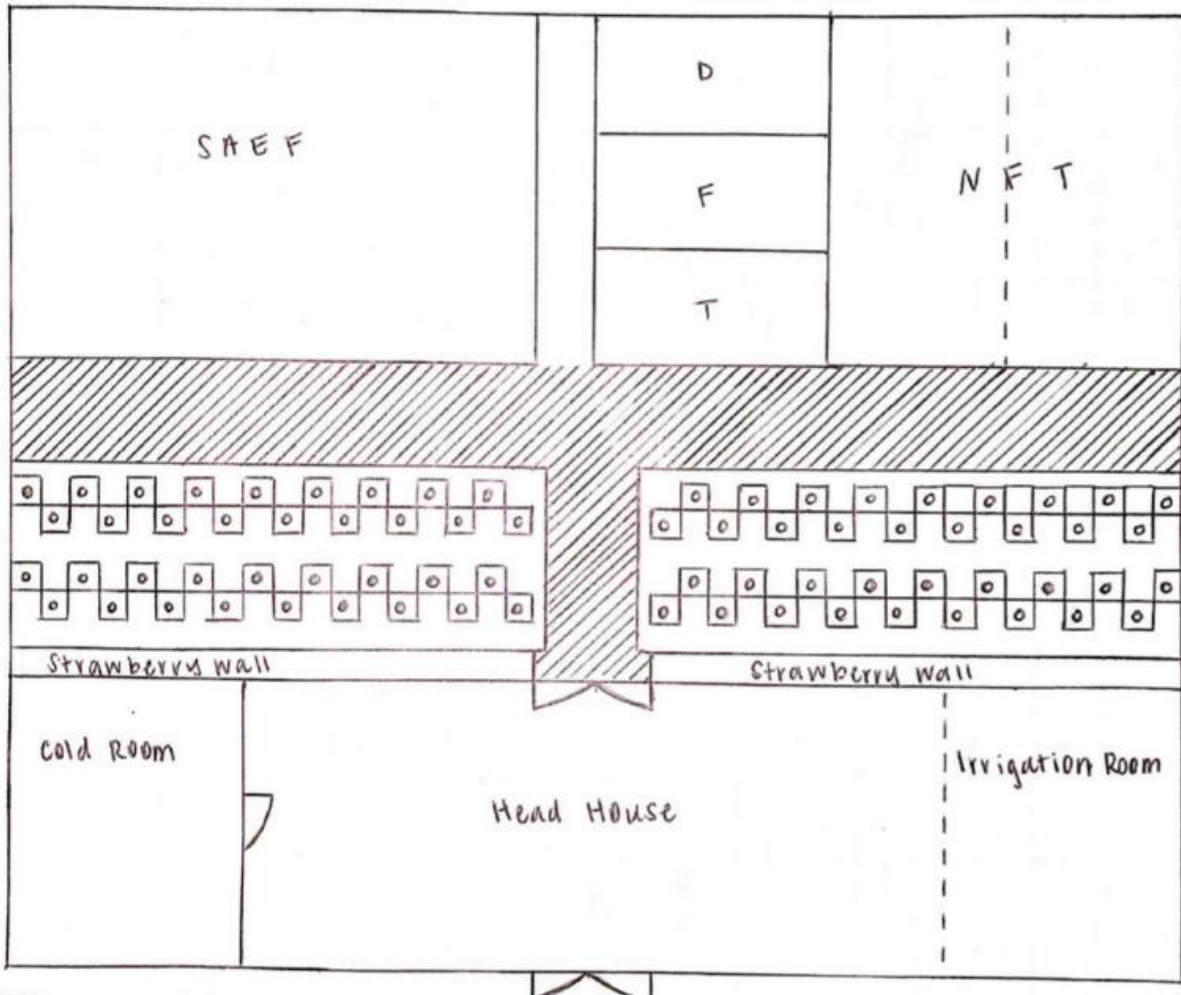 SAEF
D
F
T
NFT
Strawberry wall
Strawberry wall
Cold Room
Head House
Irrigation Room